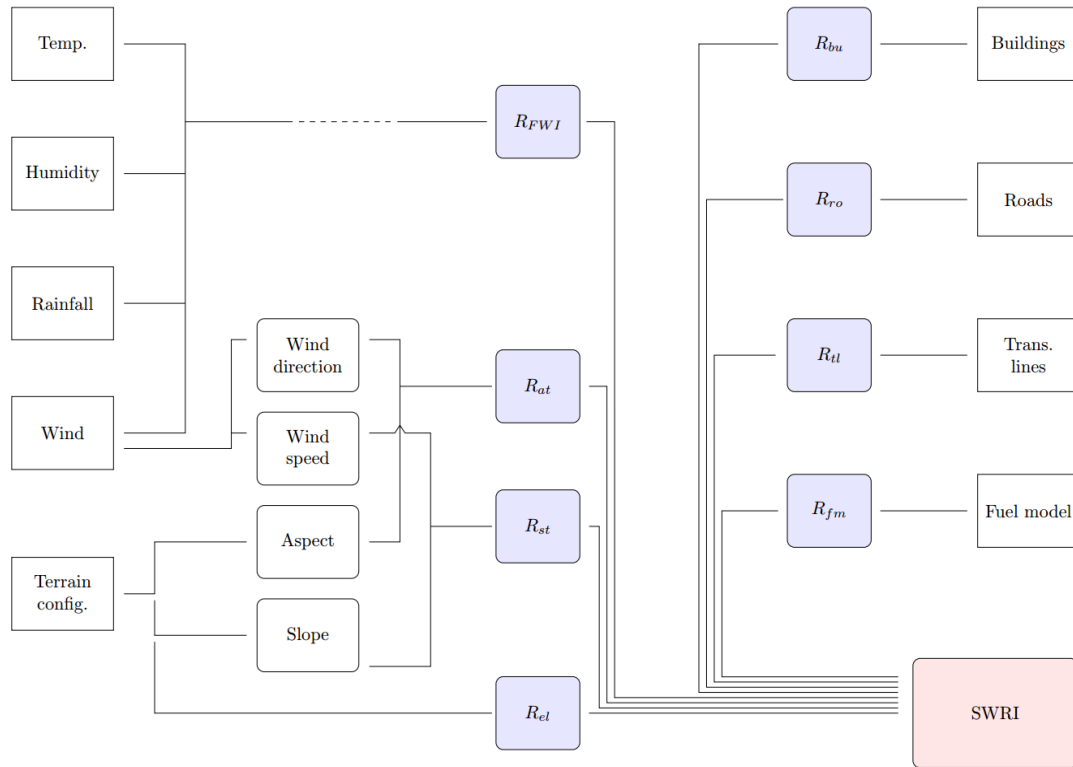 Temp.
Humidity
Rainfall
Wind
Terrain
config.
Wind
direction
Wind
speed
Aspect
Slope
R_{FWI}
R_{at}
R_{st}
R_{el}
R_{bu}
R_{ro}
R_{tl}
R_{fm}
Buildings
Roads
Trans.
lines
Fuel model
SWRI